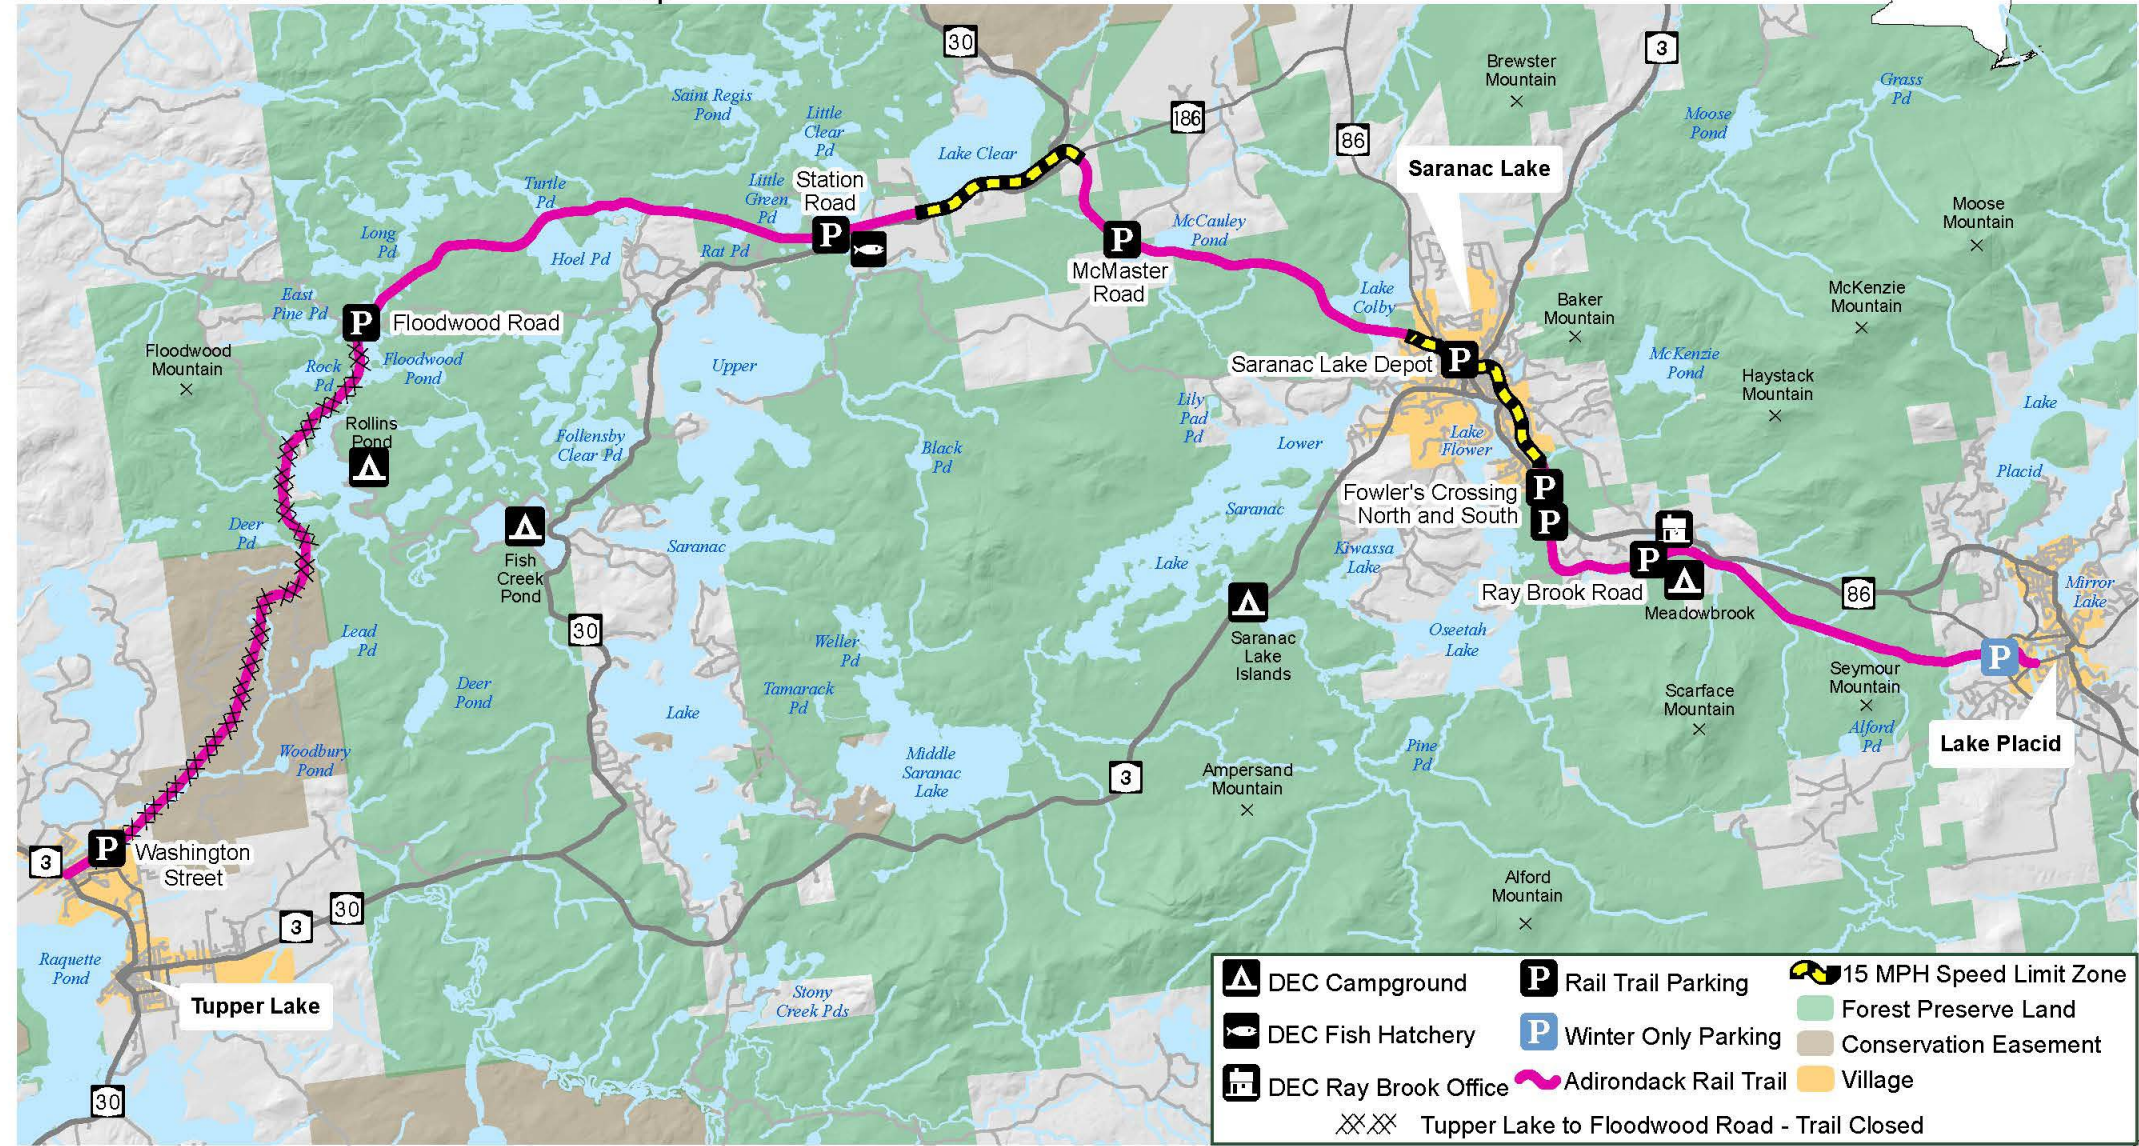 30
3
Brewster
Mountain
Grass
Pd
Saint Regis
Pond
Little
Clear
Pd
186
Moose
Pond
86
Lake Clear
Saranac Lake
Turtle
Pd
Little
Green
Pd
Station
Road
P
Long
Pd
Hoel Pd
Rat Pd
P
McMaster
Road
McCauley
Pond
Moose
Mountain
East
Pine Pd
P
Floodwood Road
Lake
Colby
Baker
Mountain
McKenzie
Mountain
Floodwood
Mountain
Rock
Pd
Floodwood
Pond
Upper
Saranac Lake Depot
P
McKenzie
Pond
Haystack
Mountain
Lake
Placid
Rollins
Pond
Follensby
Clear Pd
Black
Pd
Lily
Pad
Pd
Lower
Saranac
Lake
Lake
Flower
P
P
Fowler's Crossing
North and South
Deer
Pd
Fish
Creek
Pond
Saranac
Kiwassa
Lake
P
Ray Brook Road
Meadowbrook
86
Mirror
Lake
30
Lead
Pd
Weller
Pd
Saranac
Lake
Islands
Oseetah
Lake
P
Deer
Pond
Tamarack
Pd
Lake
Scarface
Mountain
Seymour
Mountain
Alford
Pd
Lake Placid
Woodbury
Pond
Middle
Saranac
Lake
3
Ampersand
Mountain
Pine
Pd
3
P
Washington
Street
Alford
Mountain
3
30
Raquette
Pond
Tupper Lake
Stony
Creek Pds
30
DEC Campground
DEC Fish Hatchery
DEC Ray Brook Office
P Rail Trail Parking
P Winter Only Parking
Adirondack Rail Trail
15 MPH Speed Limit Zone
Forest Preserve Land
Conservation Easement
Village
Tupper Lake to Floodwood Road - Trail Closed